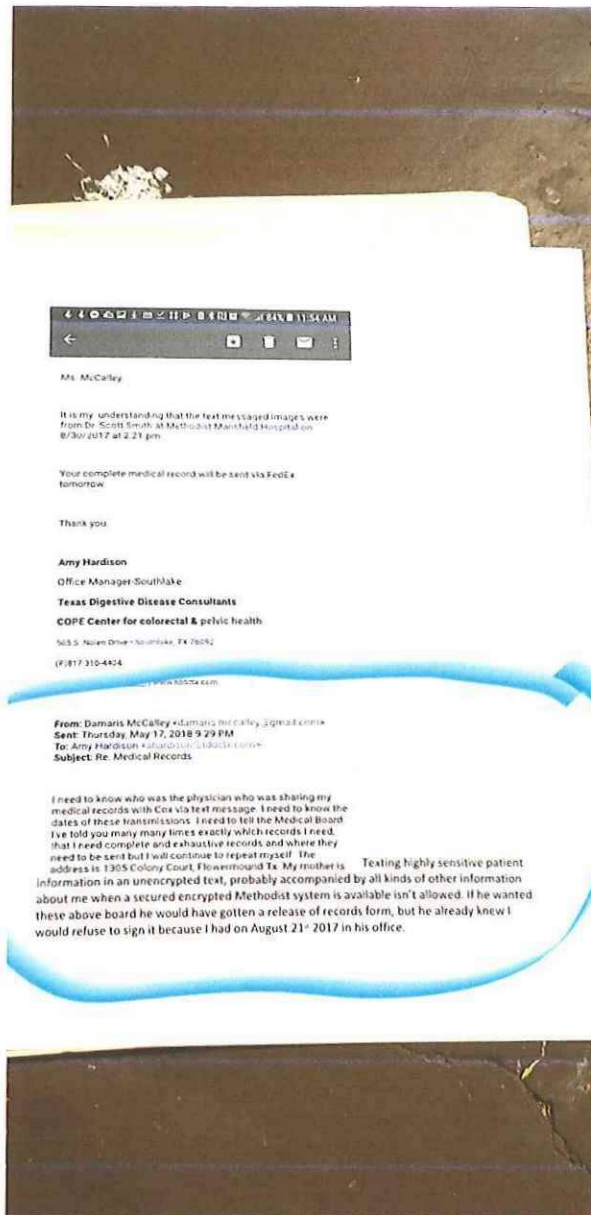 84% 11:54 AM
Ms. McCalley
It is my understanding that the text messaged images were
from Dr. Scott Smith at Methodist Mansfield Hospital on
8/30/2017 at 2:21 pm
Your complete medical record will be sent via FedEx
tomorrow.
Thank you
Amy Hardison
Office Manager-Southlake
Texas Digestive Disease Consultants
COPE Center for colorectal & pelvic health
505 S. Nolen Drive • Southlake, TX 76092
(P)817-310-4404
From: Damaris McCalley <damaris.mccalley@gmail.com>
Sent: Thursday, May 17, 2018 9:29 PM
To: Amy Hardison
Subject: Re: Medical Records
I need to know who was the physician who was sharing my
medical records with Cox via text message. I need to know the
dates of these transmissions. I need to tell the Medical Board
I've told you many many times exactly which records I need,
that I need complete and exhaustive records and where they
need to be sent but I will continue to repeat myself. The
address is 1305 Colony Court, Flowermound Tx. My mother is Texting highly sensitive patient
information in an unencrypted text, probably accompanied by all kinds of other information
about me when a secured encrypted Methodist system is available isn't allowed. If he wanted
these above board he would have gotten a release of records form, but he already knew I
would refuse to sign it because I had on August 21st 2017 in his office.